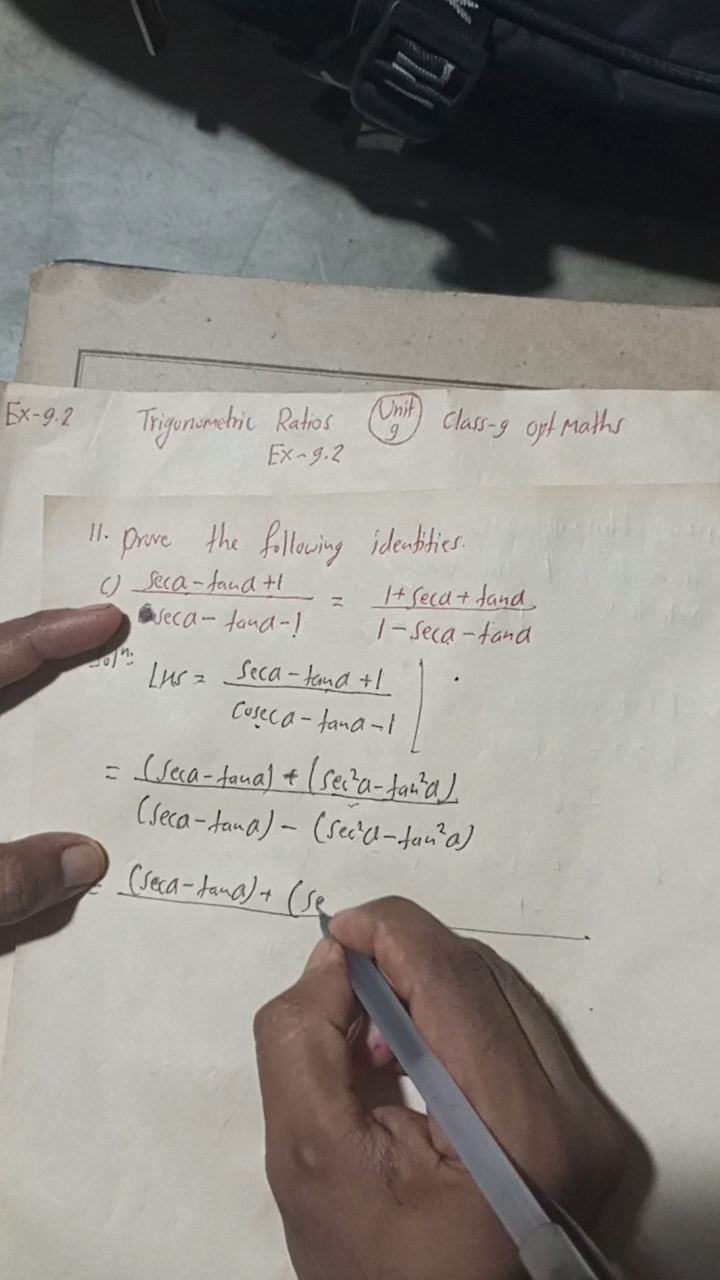 Ex-9.2 Trigonometric Ratios Unit 9 Class-9 opt Maths
Ex-9.2
11. prove the following identities.
c) (seca-tana+1)/(seca-tana-1) = (1+seca+tana)/(1-seca-tana)
Sol^n:
LHS = (seca-tana+1)/(coseca-tana-1)
= ((seca-tana)+(sec²a-tan²a))/((seca-tana)-(sec²a-tan²a))
= (seca-tana)+(se